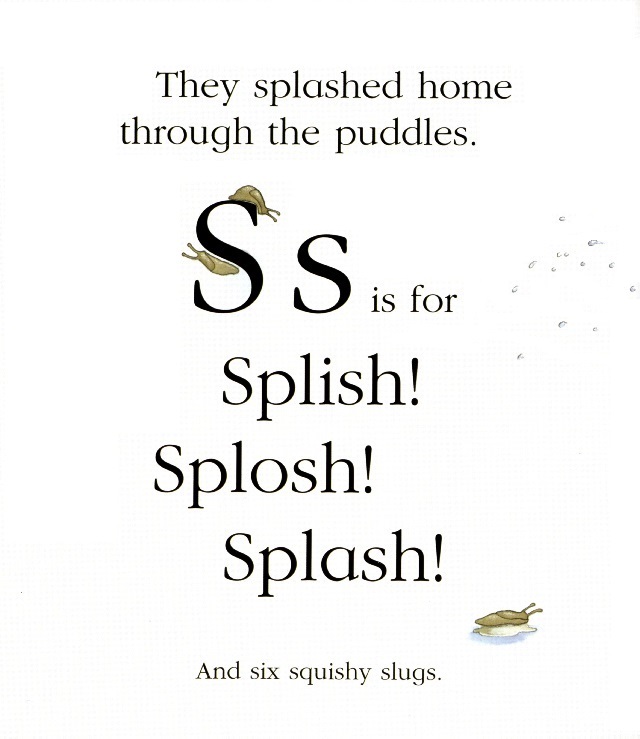 They splashed home
through the puddles.
S s is for
Splish!
Splosh!
Splash!
And six squishy slugs.